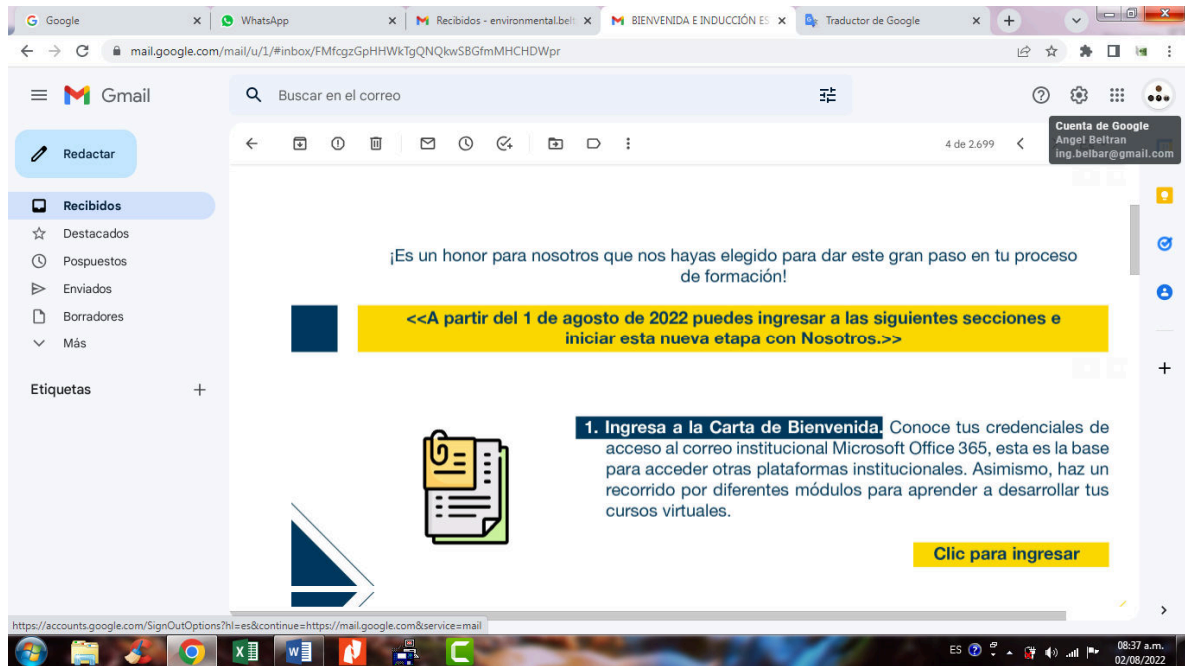 Google
WhatsApp
Recibidos - environmental.belt
BIENVENIDA E INDUCCIÓN ES
Traductor de Google
mail.google.com/mail/u/1/#inbox/FMfcgzGpHHWkTgQNQkwSBGfmMHCHDWpr
Gmail
Buscar en el correo
Cuenta de Google
Angel Beltran
ing.belbar@gmail.com
Redactar
4 de 2.699
Recibidos
Destacados
Pospuestos
Enviados
Borradores
Más
Etiquetas
¡Es un honor para nosotros que nos hayas elegido para dar este gran paso en tu proceso
de formación!
<<A partir del 1 de agosto de 2022 puedes ingresar a las siguientes secciones e
iniciar esta nueva etapa con Nosotros.>>
1. Ingresa a la Carta de Bienvenida. Conoce tus credenciales de
acceso al correo institucional Microsoft Office 365, esta es la base
para acceder otras plataformas institucionales. Asimismo, haz un
recorrido por diferentes módulos para aprender a desarrollar tus
cursos virtuales.
Clic para ingresar
https://accounts.google.com/SignOutOptions?hl=es&continue=https://mail.google.com&service=mail
ES
08:37 a.m.
02/08/2022